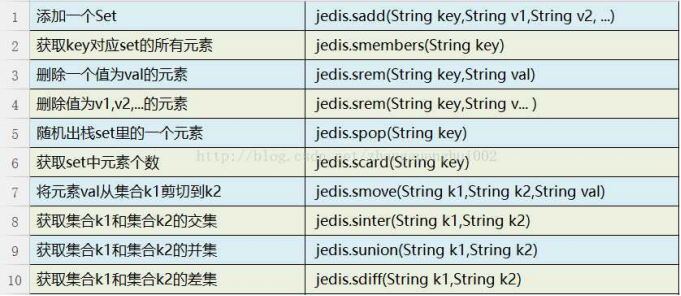 1 添加一个Set jedis.sadd(String key,String v1,String v2, ...)
2 获取key对应set的所有元素 jedis.smembers(String key)
3 删除一个值为val的元素 jedis.srem(String key,String val)
4 删除值为v1,v2,...的元素 jedis.srem(String key,String v... )
5 随机出栈set里的一个元素 jedis.spop(String key)
6 获取set中元素个数 jedis.scard(String key)
7 将元素val从集合k1剪切到k2 jedis.smove(String k1,String k2,String val)
8 获取集合k1和集合k2的交集 jedis.sinter(String k1,String k2)
9 获取集合k1和集合k2的并集 jedis.sunion(String k1,String k2)
10 获取集合k1和集合k2的差集 jedis.sdiff(String k1,String k2)